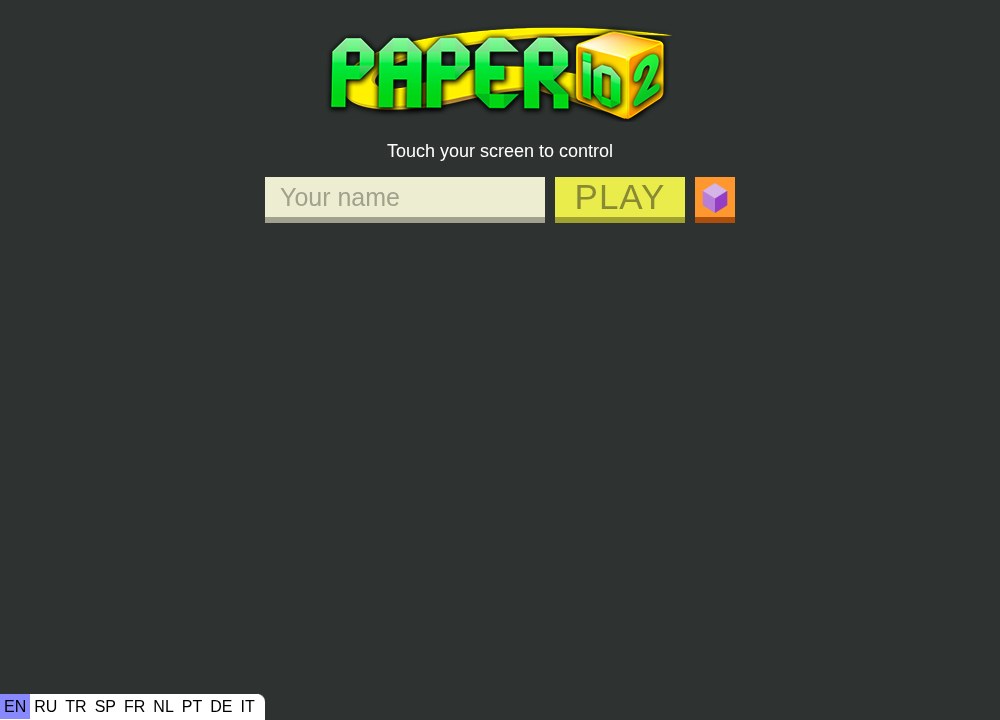 PAPER io 2
Touch your screen to control
Your name
PLAY
EN RU TR SP FR NL PT DE IT